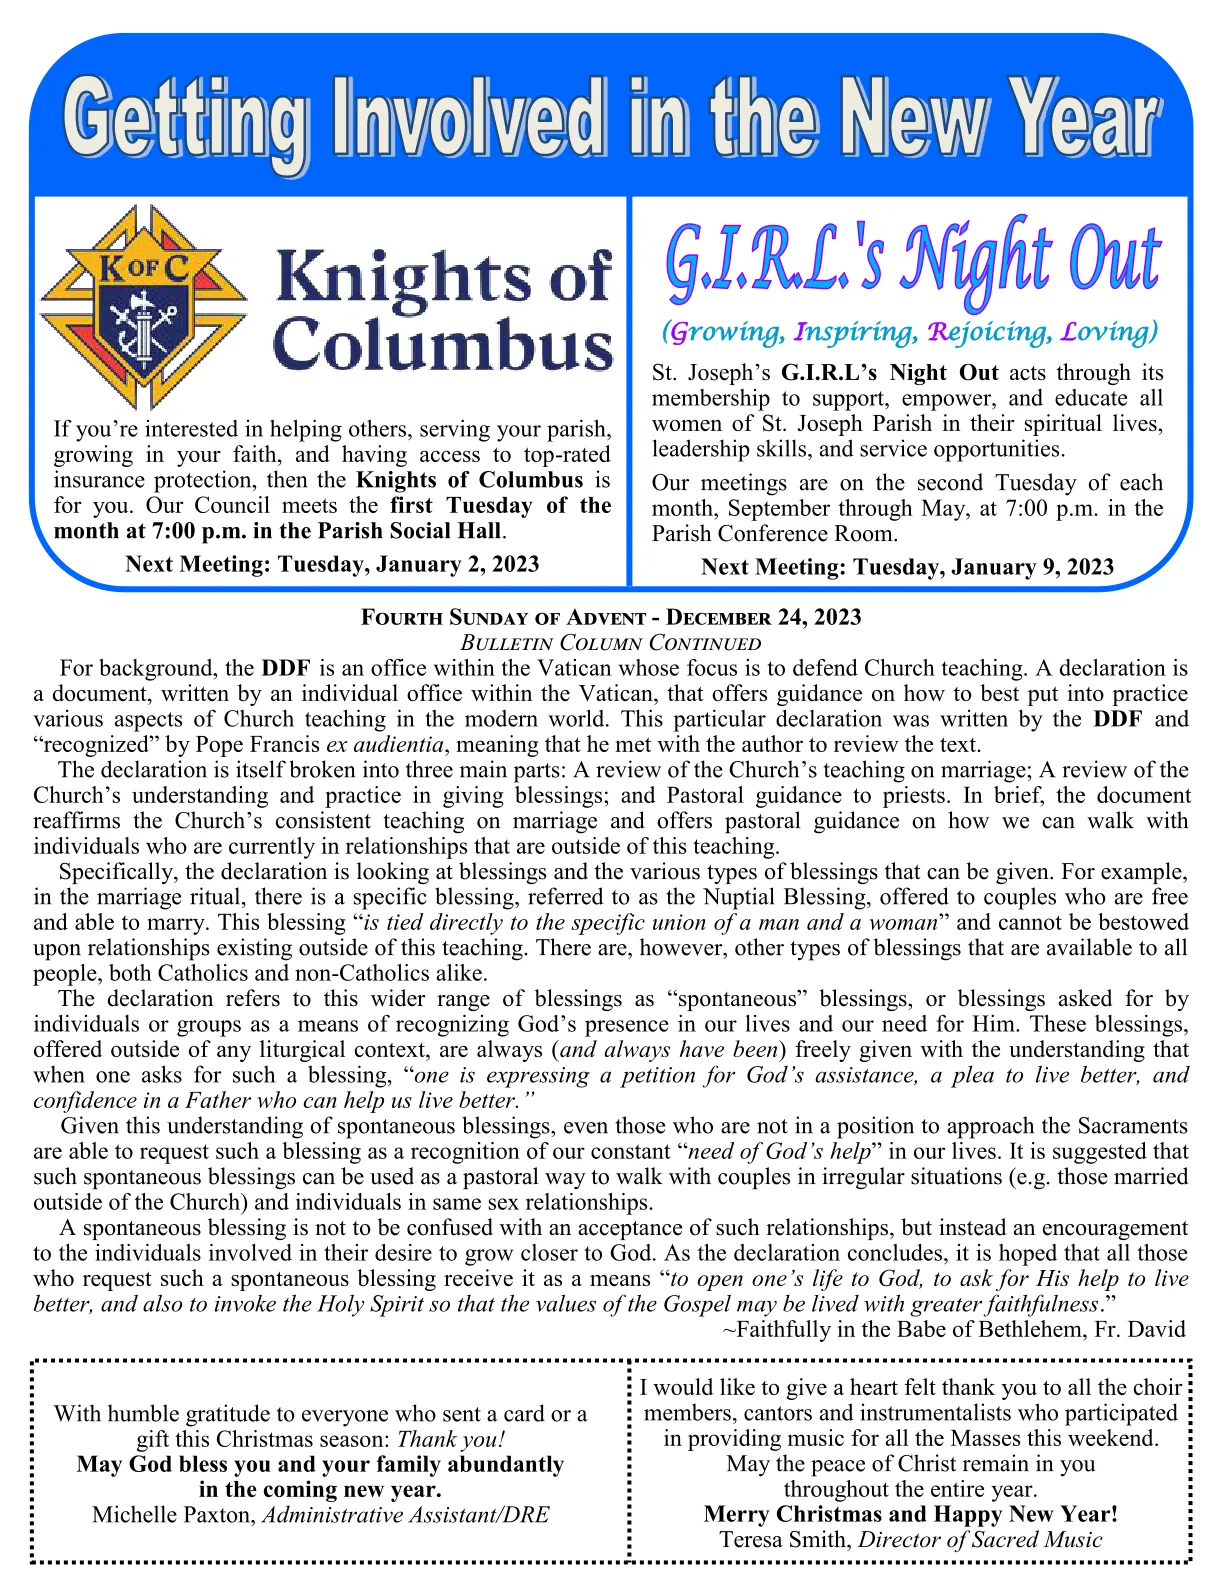 Getting Involved in the New Year
K OF C
Knights of
Columbus
If you’re interested in helping others, serving your parish,
growing in your faith, and having access to top-rated
insurance protection, then the Knights of Columbus is
for you. Our Council meets the first Tuesday of the
month at 7:00 p.m. in the Parish Social Hall.
Next Meeting: Tuesday, January 2, 2023
G.I.R.L.'s Night Out
(Growing, Inspiring, Rejoicing, Loving)
St. Joseph’s G.I.R.L’s Night Out acts through its
membership to support, empower, and educate all
women of St. Joseph Parish in their spiritual lives,
leadership skills, and service opportunities.
Our meetings are on the second Tuesday of each
month, September through May, at 7:00 p.m. in the
Parish Conference Room.
Next Meeting: Tuesday, January 9, 2023
Fourth Sunday of Advent - December 24, 2023
Bulletin Column Continued
For background, the DDF is an office within the Vatican whose focus is to defend Church teaching. A declaration is
a document, written by an individual office within the Vatican, that offers guidance on how to best put into practice
various aspects of Church teaching in the modern world. This particular declaration was written by the DDF and
“recognized” by Pope Francis ex audientia, meaning that he met with the author to review the text.
The declaration is itself broken into three main parts: A review of the Church’s teaching on marriage; A review of the
Church’s understanding and practice in giving blessings; and Pastoral guidance to priests. In brief, the document
reaffirms the Church’s consistent teaching on marriage and offers pastoral guidance on how we can walk with
individuals who are currently in relationships that are outside of this teaching.
Specifically, the declaration is looking at blessings and the various types of blessings that can be given. For example,
in the marriage ritual, there is a specific blessing, referred to as the Nuptial Blessing, offered to couples who are free
and able to marry. This blessing “is tied directly to the specific union of a man and a woman” and cannot be bestowed
upon relationships existing outside of this teaching. There are, however, other types of blessings that are available to all
people, both Catholics and non-Catholics alike.
The declaration refers to this wider range of blessings as “spontaneous” blessings, or blessings asked for by
individuals or groups as a means of recognizing God’s presence in our lives and our need for Him. These blessings,
offered outside of any liturgical context, are always (and always have been) freely given with the understanding that
when one asks for such a blessing, “one is expressing a petition for God’s assistance, a plea to live better, and
confidence in a Father who can help us live better.”
Given this understanding of spontaneous blessings, even those who are not in a position to approach the Sacraments
are able to request such a blessing as a recognition of our constant “need of God’s help” in our lives. It is suggested that
such spontaneous blessings can be used as a pastoral way to walk with couples in irregular situations (e.g. those married
outside of the Church) and individuals in same sex relationships.
A spontaneous blessing is not to be confused with an acceptance of such relationships, but instead an encouragement
to the individuals involved in their desire to grow closer to God. As the declaration concludes, it is hoped that all those
who request such a spontaneous blessing receive it as a means “to open one’s life to God, to ask for His help to live
better, and also to invoke the Holy Spirit so that the values of the Gospel may be lived with greater faithfulness.”
~Faithfully in the Babe of Bethlehem, Fr. David
With humble gratitude to everyone who sent a card or a
gift this Christmas season: Thank you!
May God bless you and your family abundantly
in the coming new year.
Michelle Paxton, Administrative Assistant/DRE
I would like to give a heart felt thank you to all the choir
members, cantors and instrumentalists who participated
in providing music for all the Masses this weekend.
May the peace of Christ remain in you
throughout the entire year.
Merry Christmas and Happy New Year!
Teresa Smith, Director of Sacred Music